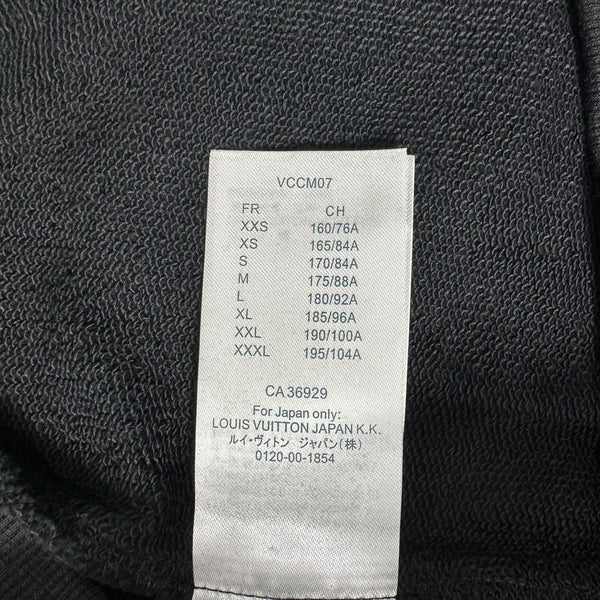 VCCM07
FR CH
XXS 160/76A
XS 165/84A
S 170/84A
M 175/88A
L 180/92A
XL 185/96A
XXL 190/100A
XXXL 195/104A
CA 36929
For Japan only:
LOUIS VUITTON JAPAN K.K.
ルイ・ヴィトン ジャパン(株)
0120-00-1854